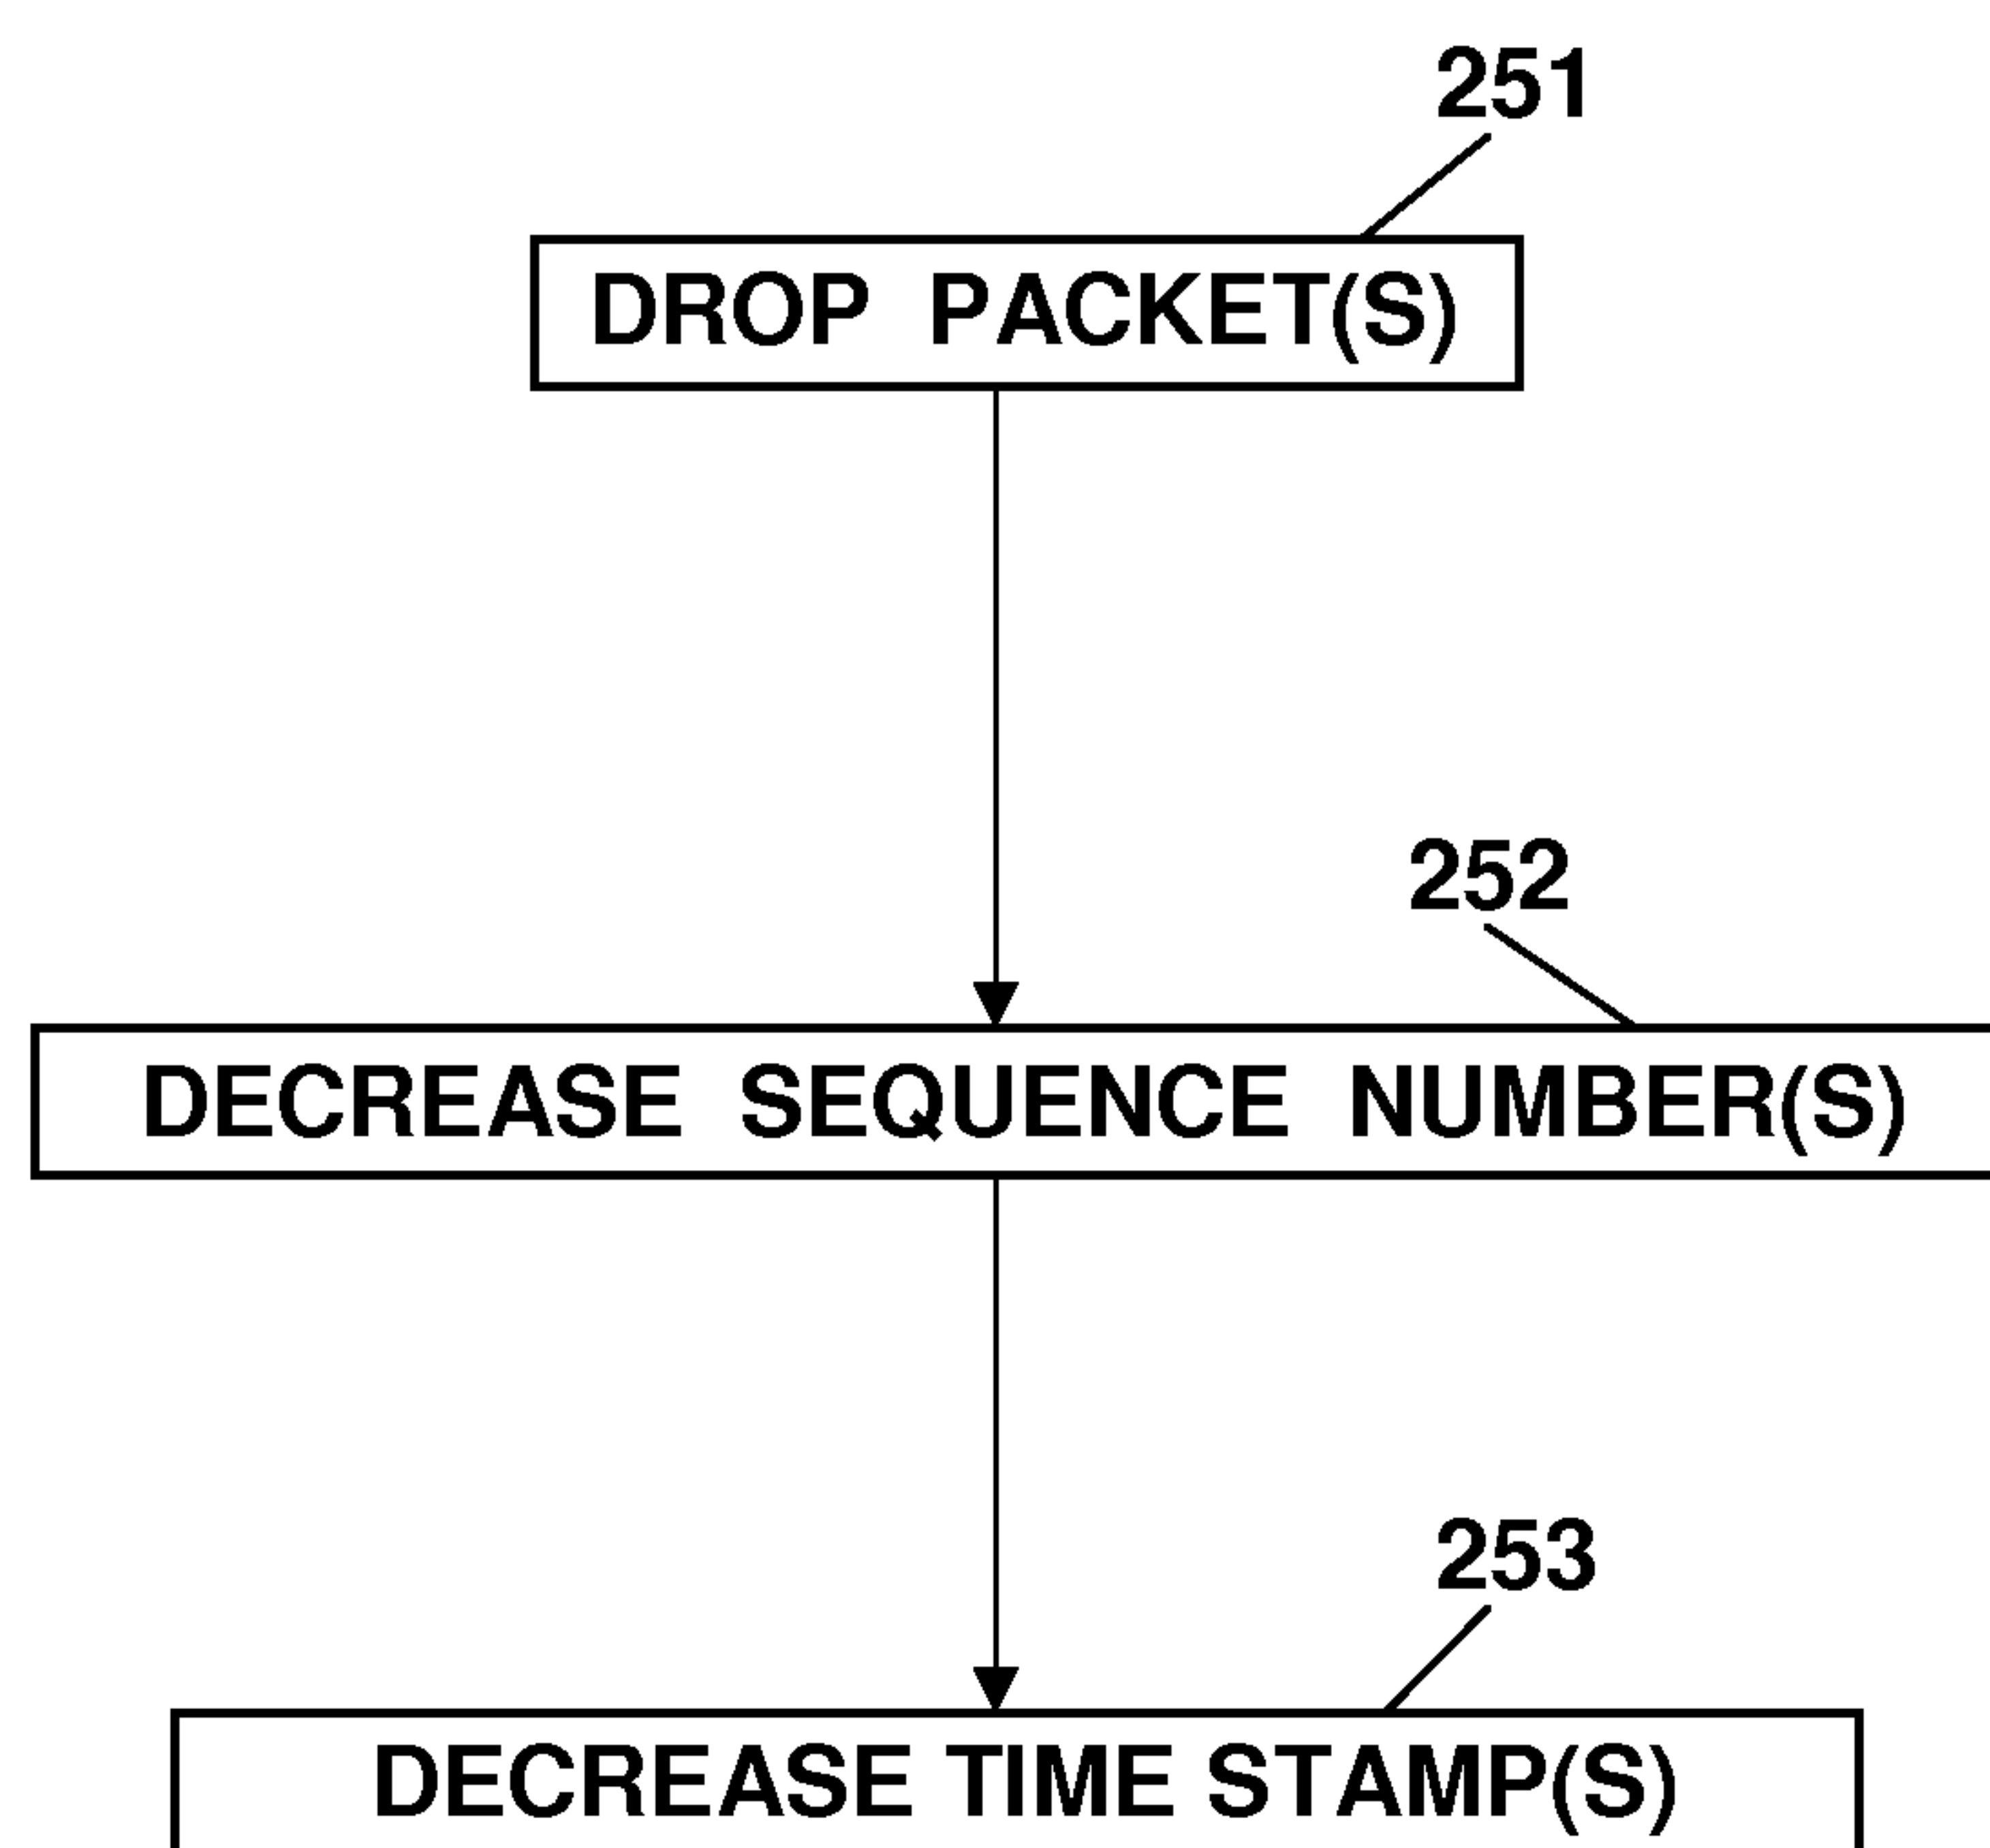 251
DROP PACKET(S)
252
DECREASE SEQUENCE NUMBER(S)
253
DECREASE TIME STAMP(S)